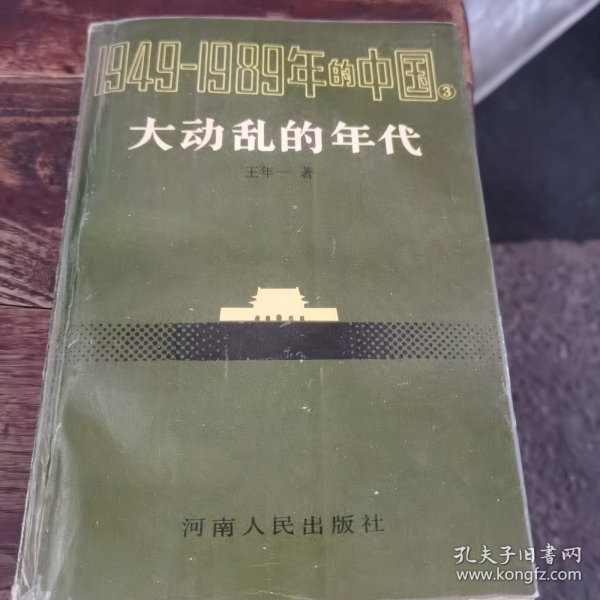 1949-1989年的中国③
大动乱的年代
王年一 著
河南人民出版社
孔夫子旧书网
www.kongfz.com